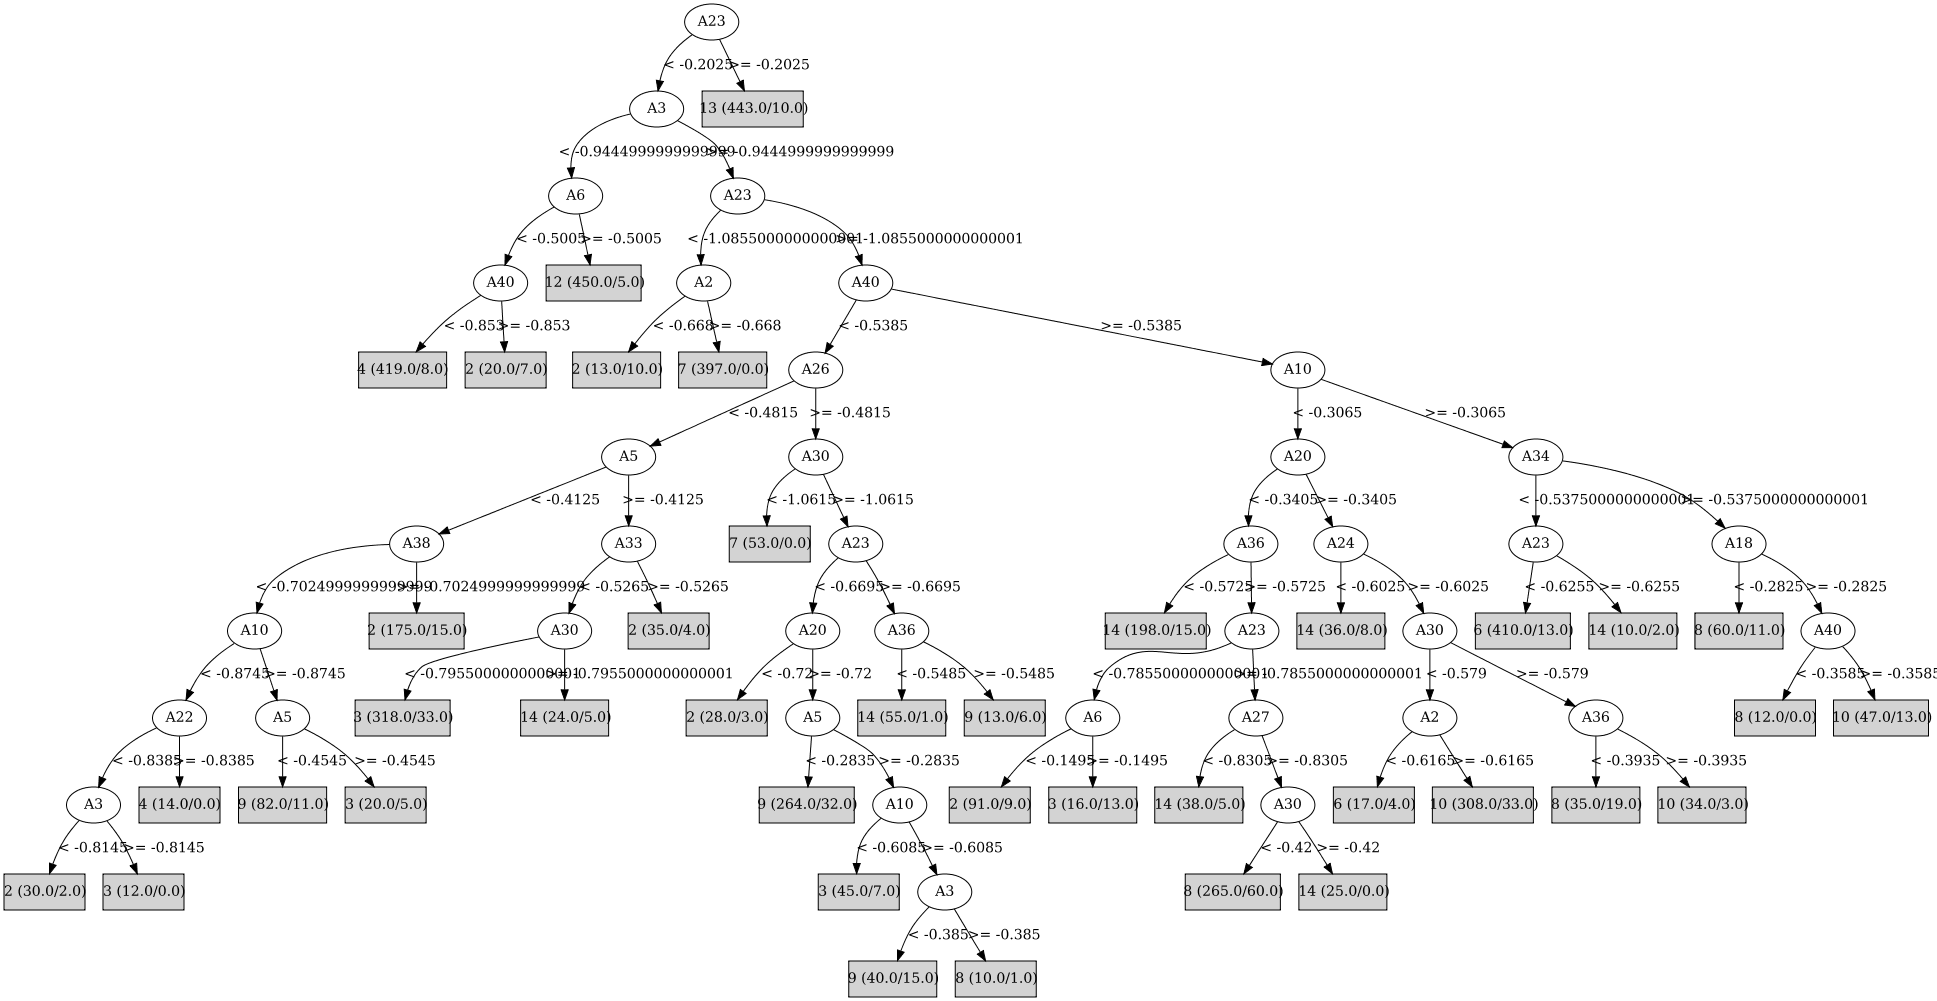 A23
< -0.2025 >= -0.2025
A3 13 (443.0/10.0)
< -0.9444999999999999 >= -0.9444999999999999
A6 A23
< -0.5005 >= -0.5005 < -1.0855000000000001 >= -1.0855000000000001
A40 12 (450.0/5.0) A2 A40
< -0.853 >= -0.853 < -0.668 >= -0.668 < -0.5385 >= -0.5385
4 (419.0/8.0) 2 (20.0/7.0) 2 (13.0/10.0) 7 (397.0/0.0) A26 A10
< -0.4815 >= -0.4815 < -0.3065 >= -0.3065
A5 A30 A20 A34
< -0.4125 >= -0.4125 < -1.0615 >= -1.0615 < -0.3405 >= -0.3405 < -0.5375000000000001 >= -0.5375000000000001
A38 A33 7 (53.0/0.0) A23 A36 A24 A23 A18
< -0.7024999999999999 >= -0.7024999999999999 < -0.5265 >= -0.5265 < -0.6695 >= -0.6695 < -0.5725 >= -0.5725 < -0.6025 >= -0.6025 < -0.6255 >= -0.6255 < -0.2825 >= -0.2825
A10 2 (175.0/15.0) A30 2 (35.0/4.0) A20 A36 14 (198.0/15.0) A23 14 (36.0/8.0) A30 6 (410.0/13.0) 14 (10.0/2.0) 8 (60.0/11.0) A40
< -0.8745 >= -0.8745 < -0.7955000000000001 >= -0.7955000000000001 < -0.72 >= -0.72 < -0.5485 >= -0.5485 < -0.7855000000000001 >= -0.7855000000000001 < -0.579 >= -0.579 < -0.3585 >= -0.3585
A22 A5 3 (318.0/33.0) 14 (24.0/5.0) 2 (28.0/3.0) A5 14 (55.0/1.0) 9 (13.0/6.0) A6 A27 A2 A36 8 (12.0/0.0) 10 (47.0/13.0)
< -0.8385 >= -0.8385 < -0.4545 >= -0.4545 < -0.2835 >= -0.2835 < -0.1495 >= -0.1495 < -0.8305 >= -0.8305 < -0.6165 >= -0.6165 < -0.3935 >= -0.3935
A3 4 (14.0/0.0) 9 (82.0/11.0) 3 (20.0/5.0) 9 (264.0/32.0) A10 2 (91.0/9.0) 3 (16.0/13.0) 14 (38.0/5.0) A30 6 (17.0/4.0) 10 (308.0/33.0) 8 (35.0/19.0) 10 (34.0/3.0)
< -0.8145 >= -0.8145 < -0.6085 >= -0.6085 < -0.42 >= -0.42
2 (30.0/2.0) 3 (12.0/0.0) 3 (45.0/7.0) A3 8 (265.0/60.0) 14 (25.0/0.0)
< -0.385 >= -0.385
9 (40.0/15.0) 8 (10.0/1.0)